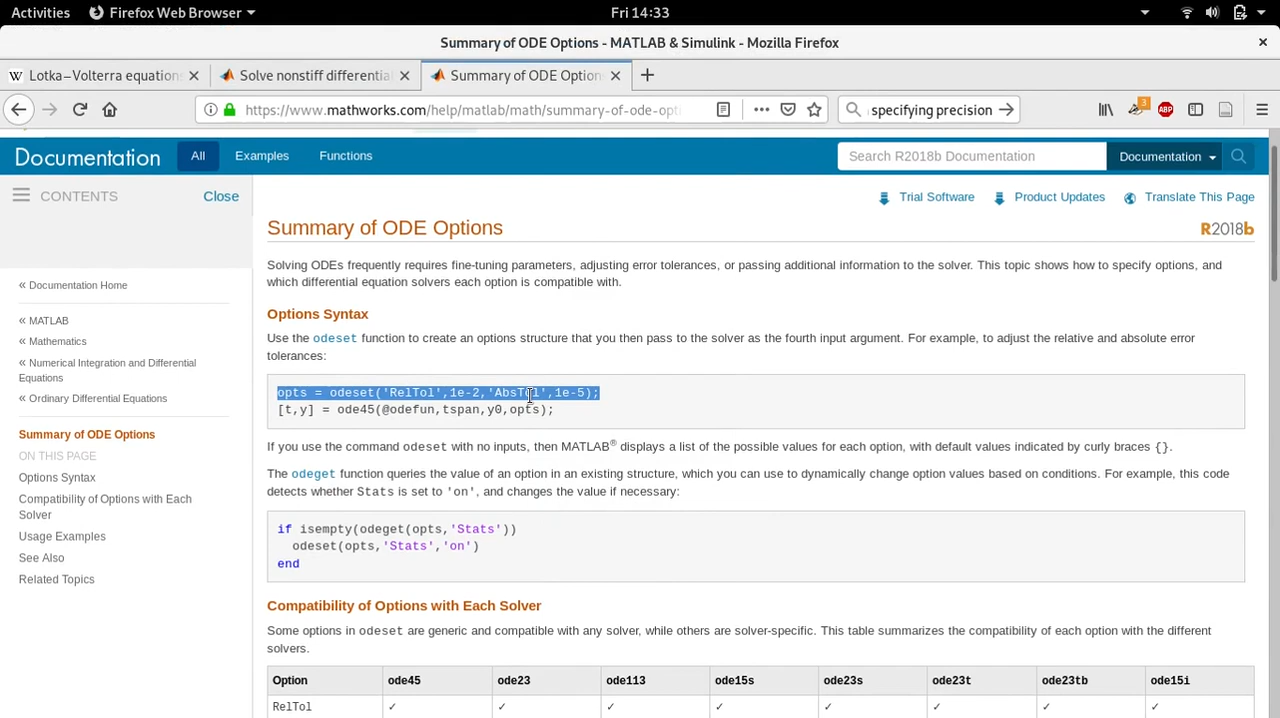 Activities Firefox Web Browser Fri 14:33
Summary of ODE Options - MATLAB & Simulink - Mozilla Firefox
Lotka–Volterra equations Solve nonstiff differential Summary of ODE Options
https://www.mathworks.com/help/matlab/math/summary-of-ode-opti specifying precision 3 ABP
Documentation All Examples Functions Search R2018b Documentation Documentation
CONTENTS Close
Trial Software Product Updates Translate This Page
Summary of ODE Options R2018b
Solving ODEs frequently requires fine-tuning parameters, adjusting error tolerances, or passing additional information to the solver. This topic shows how to specify options, and
which differential equation solvers each option is compatible with.
Options Syntax
Use the odeset function to create an options structure that you then pass to the solver as the fourth input argument. For example, to adjust the relative and absolute error
tolerances:
opts = odeset('RelTol',1e-2,'AbsTol',1e-5);
[t,y] = ode45(@odefun,tspan,y0,opts);
If you use the command odeset with no inputs, then MATLAB® displays a list of the possible values for each option, with default values indicated by curly braces {}.
The odeget function queries the value of an option in an existing structure, which you can use to dynamically change option values based on conditions. For example, this code
detects whether Stats is set to 'on', and changes the value if necessary:
if isempty(odeget(opts,'Stats'))
odeset(opts,'Stats','on')
end
Compatibility of Options with Each Solver
Some options in odeset are generic and compatible with any solver, while others are solver-specific. This table summarizes the compatibility of each option with the different
solvers.
Option ode45 ode23 ode113 ode15s ode23s ode23t ode23tb ode15i
RelTol ✓ ✓ ✓ ✓ ✓ ✓ ✓ ✓
« Documentation Home
« MATLAB
« Mathematics
« Numerical Integration and Differential
Equations
« Ordinary Differential Equations
Summary of ODE Options
ON THIS PAGE
Options Syntax
Compatibility of Options with Each
Solver
Usage Examples
See Also
Related Topics